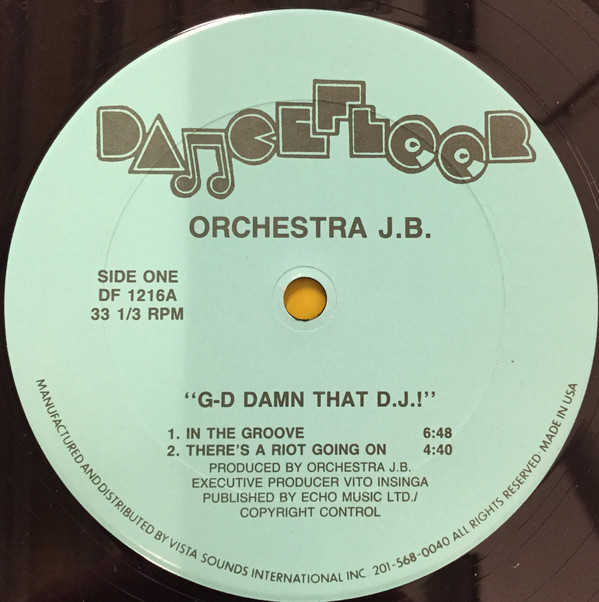 DANCEFLOOR
ORCHESTRA J.B.
SIDE ONE
DF 1216A
33 1/3 RPM
"G-D DAMN THAT D.J.!"
1. IN THE GROOVE 6:48
2. THERE'S A RIOT GOING ON 4:40
PRODUCED BY ORCHESTRA J.B.
EXECUTIVE PRODUCER VITO INSINGA
PUBLISHED BY ECHO MUSIC LTD./
COPYRIGHT CONTROL
MANUFACTURED AND DISTRIBUTED BY VISTA SOUNDS INTERNATIONAL INC. 201-568-0040 ALL RIGHTS RESERVED · MADE IN USA